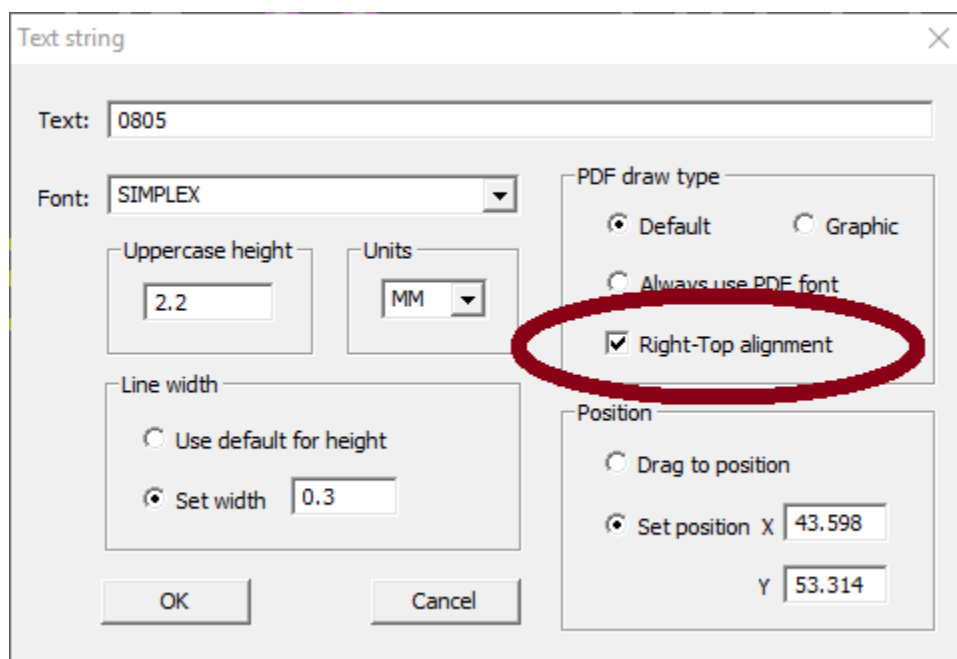 Text string
Text: 0805
Font: SIMPLEX
Uppercase height
2.2
Units
MM
Line width
Use default for height
Set width 0.3
OK
Cancel
PDF draw type
Default Graphic
Always use PDF font
Right-Top alignment
Position
Drag to position
Set position X 43.598
Y 53.314